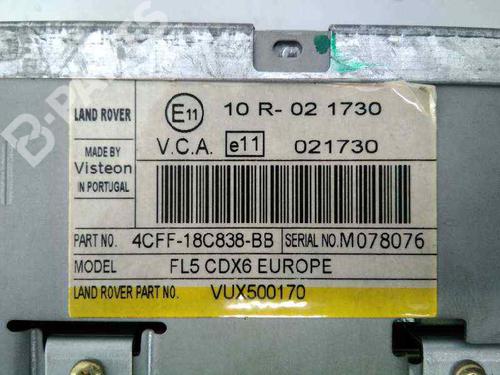 B-PARTS
LAND ROVER E11 10 R- 02 1730
MADE BY
Visteon
IN PORTUGAL
V.C.A. e11 021730
PART NO. 4CFF-18C838-BB SERIAL NO. M078076
MODEL FL5 CDX6 EUROPE
LAND ROVER PART NO. VUX500170